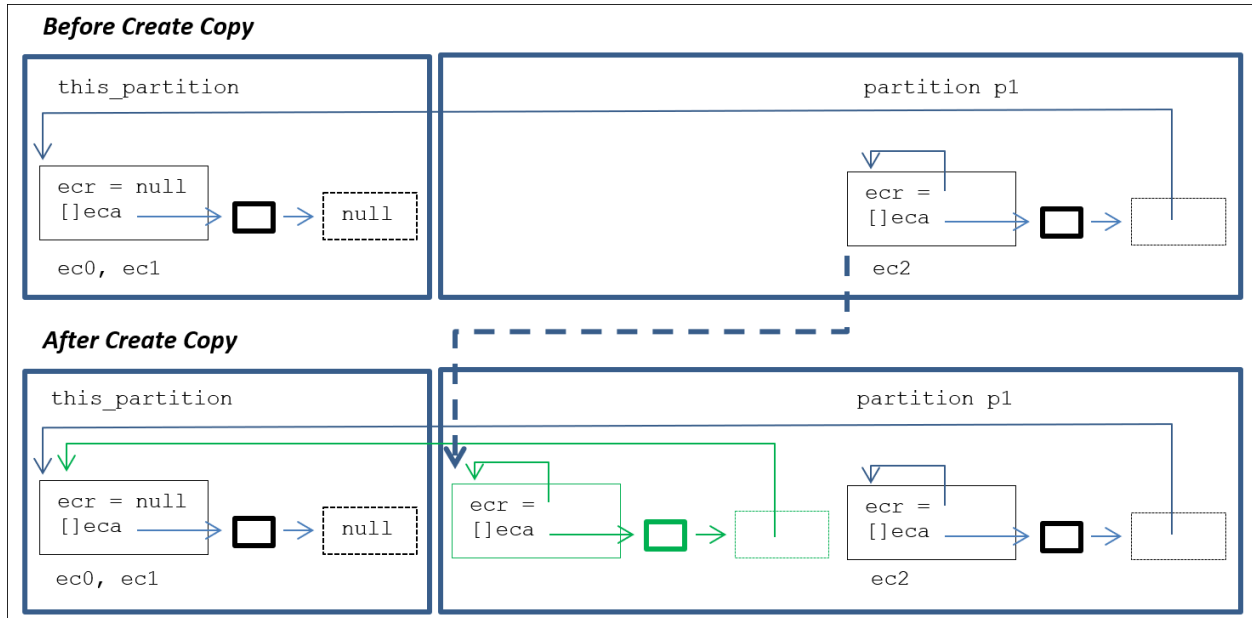 Before Create Copy
this_partition
partition p1
ecr = null
[]eca
null
ec0, ec1
ecr =
[]eca
ec2
After Create Copy
this_partition
partition p1
ecr = null
[]eca
null
ec0, ec1
ecr =
[]eca
ecr =
[]eca
ec2